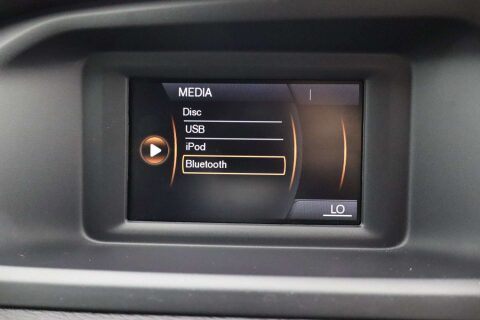 MEDIA
Disc
USB
iPod
Bluetooth
LO